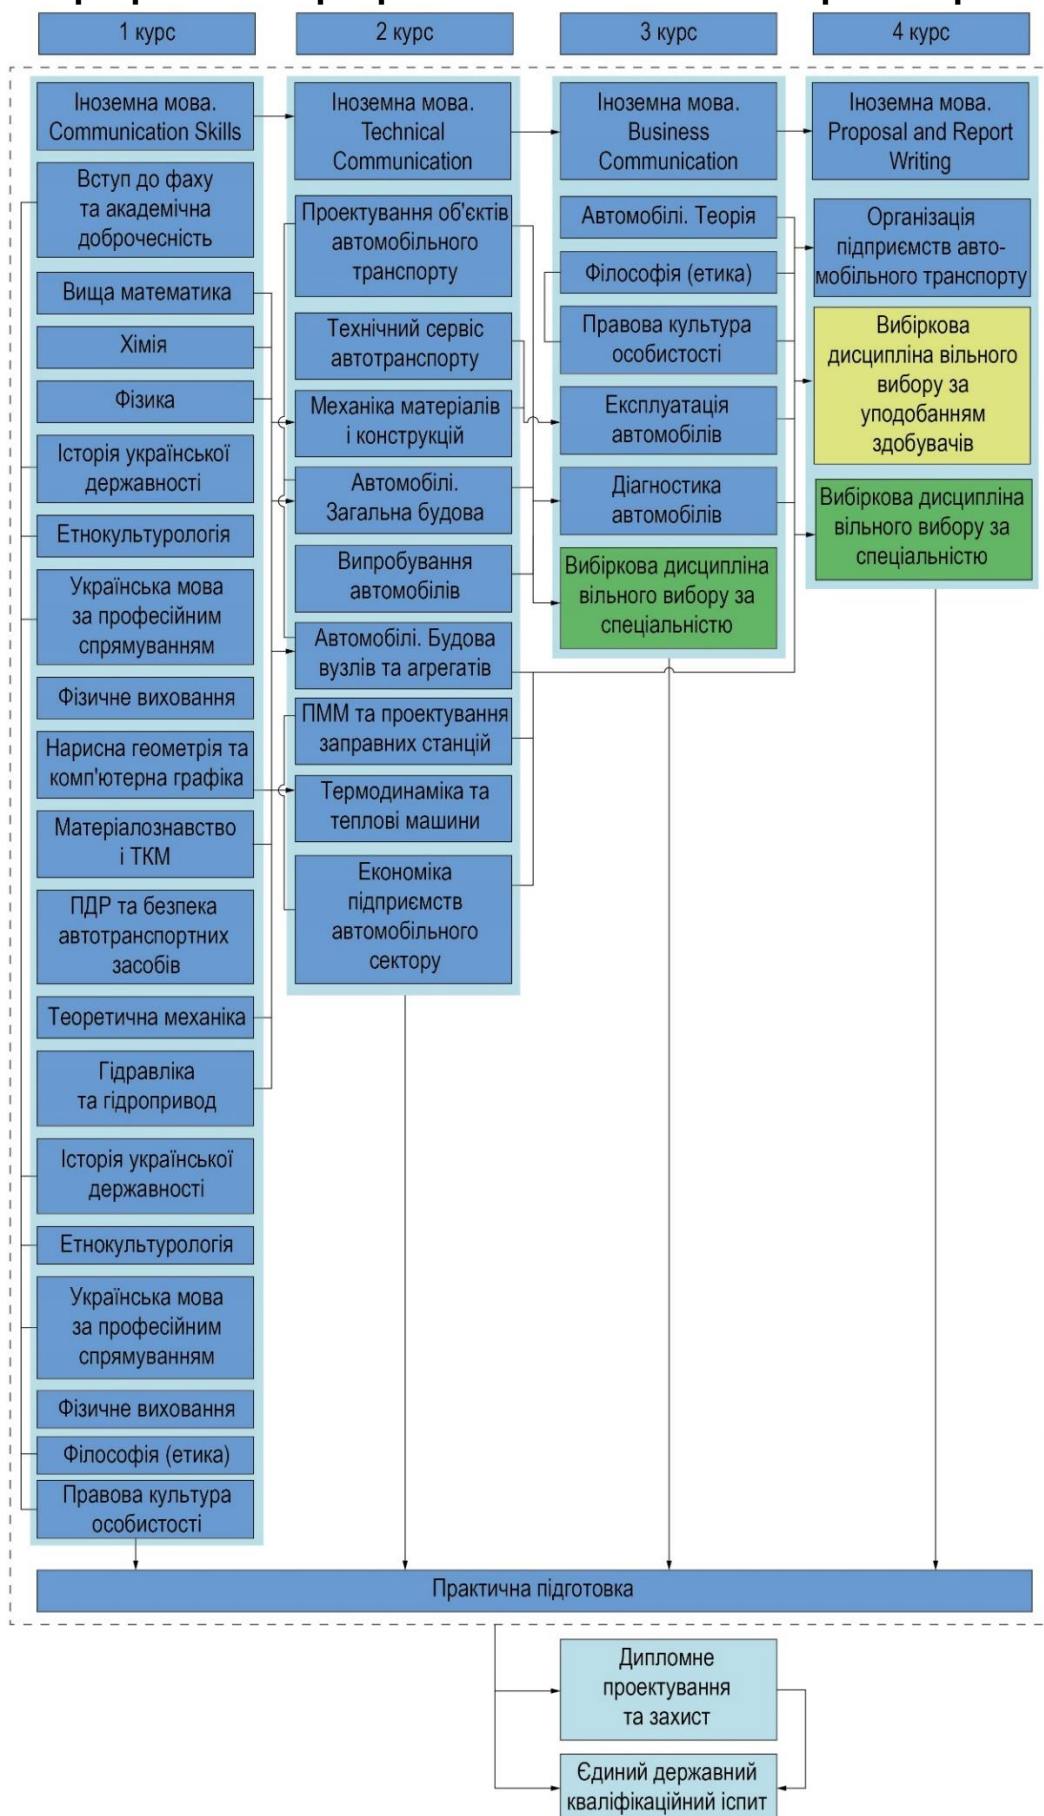 1 курс
2 курс
3 курс
4 курс
Іноземна мова.
Communication Skills
Вступ до фаху
та академічна
доброчесність
Вища математика
Хімія
Фізика
Історія української
державності
Етнокультурологія
Українська мова
за професійним
спрямуванням
Фізичне виховання
Нарисна геометрія та
комп'ютерна графіка
Матеріалознавство
і ТКМ
ПДР та безпека
автотранспортних
засобів
Теоретична механіка
Гідравліка
та гідропривод
Історія української
державності
Етнокультурологія
Українська мова
за професійним
спрямуванням
Фізичне виховання
Філософія (етика)
Правова культура
особистості
Іноземна мова.
Technical
Communication
Проектування об'єктів
автомобільного
транспорту
Технічний сервіс
автотранспорту
Механіка матеріалів
і конструкцій
Автомобілі.
Загальна будова
Випробування
автомобілів
Автомобілі. Будова
вузлів та агрегатів
ПММ та проектування
заправних станцій
Термодинаміка та
теплові машини
Економіка
підприємств
автомобільного
сектору
Іноземна мова.
Business
Communication
Автомобілі. Теорія
Філософія (етика)
Правова культура
особистості
Експлуатація
автомобілів
Діагностика
автомобілів
Вибіркова дисципліна
вільного вибору за
спеціальністю
Іноземна мова.
Proposal and Report
Writing
Організація
підприємств авто-
мобільного транспорту
Вибіркова
дисципліна вільного
вибору за
уподобанням
здобувачів
Вибіркова дисципліна
вільного вибору за
спеціальністю
Практична підготовка
Дипломне
проектування
та захист
Єдиний державний
кваліфікаційний іспит